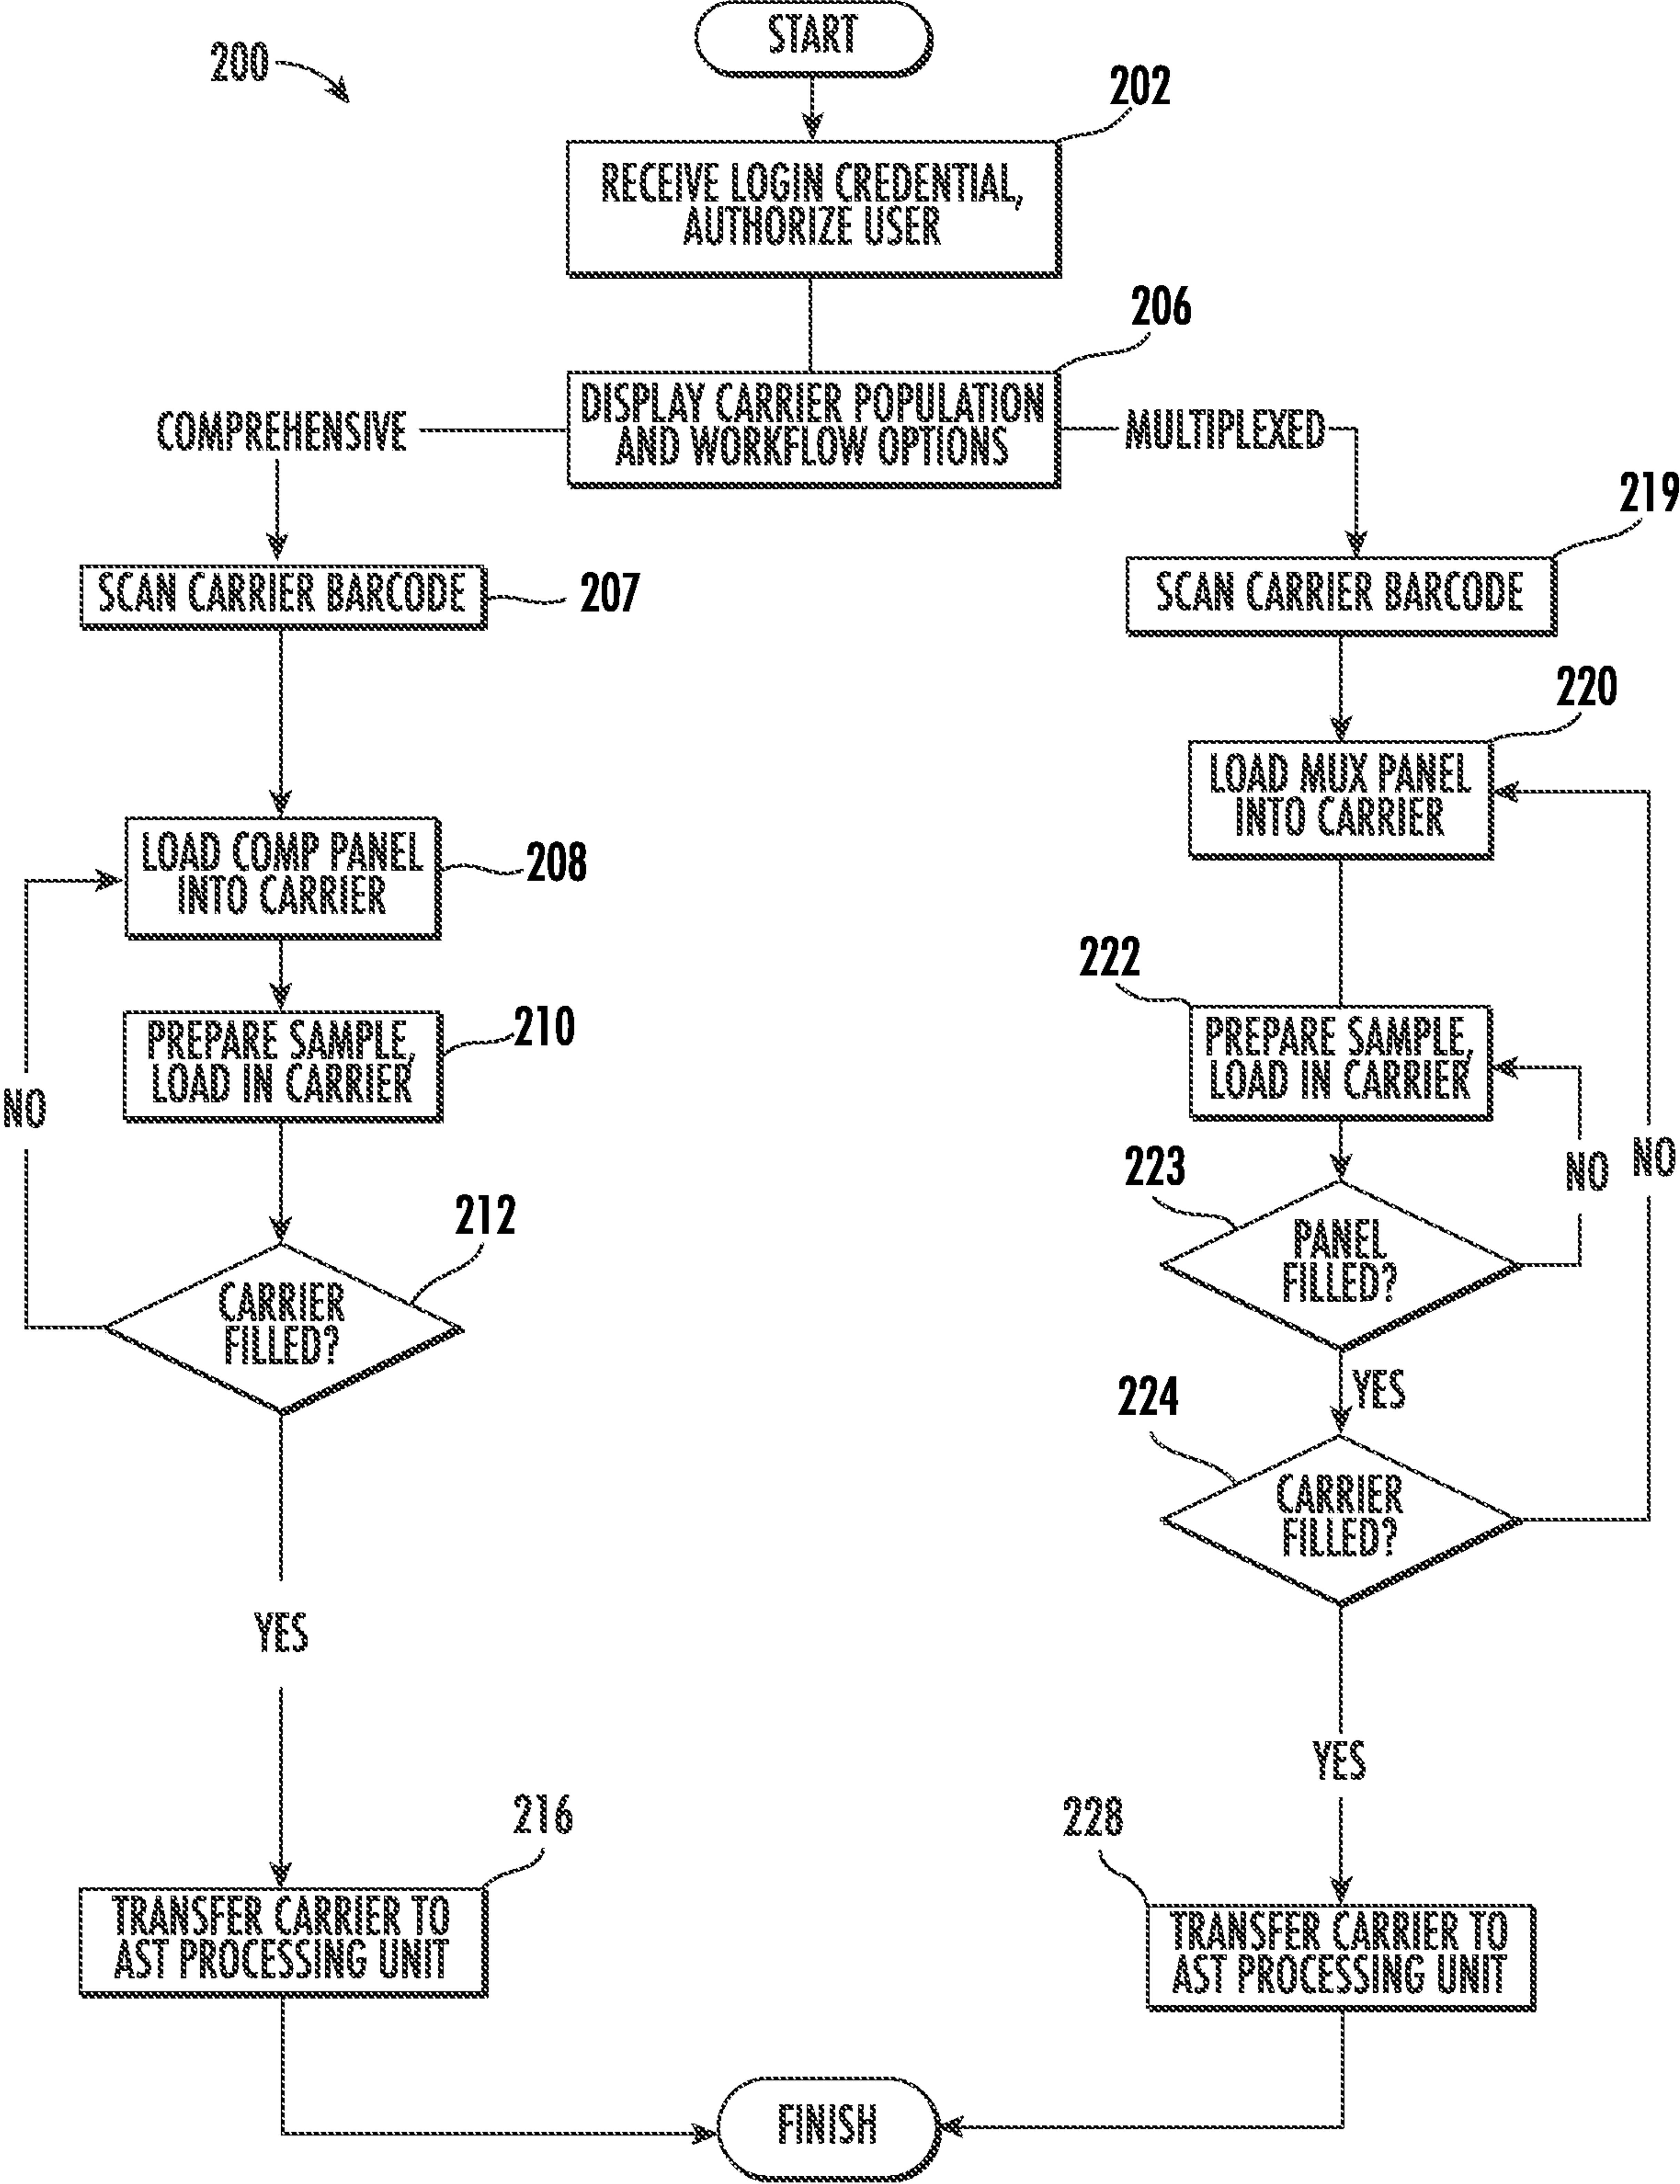 START
200
202
RECEIVE LOGIN CREDENTIAL,
AUTHORIZE USER
206
DISPLAY CARRIER POPULATION
AND WORKFLOW OPTIONS
COMPREHENSIVE
MULTIPLEXED
SCAN CARRIER BARCODE
207
LOAD COMP PANEL
INTO CARRIER
208
PREPARE SAMPLE,
LOAD IN CARRIER
210
NO
212
CARRIER
FILLED?
YES
216
TRANSFER CARRIER TO
AST PROCESSING UNIT
219
SCAN CARRIER BARCODE
220
LOAD MUX PANEL
INTO CARRIER
222
PREPARE SAMPLE,
LOAD IN CARRIER
NO
NO
223
PANEL
FILLED?
YES
224
CARRIER
FILLED?
YES
228
TRANSFER CARRIER TO
AST PROCESSING UNIT
FINISH